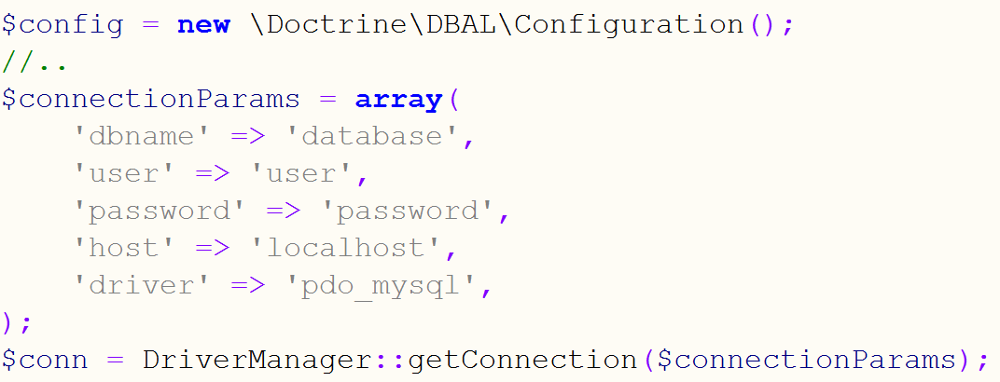 $config = new \Doctrine\DBAL\Configuration();
//..
$connectionParams = array(
    'dbname' => 'database',
    'user' => 'user',
    'password' => 'password',
    'host' => 'localhost',
    'driver' => 'pdo_mysql',
);
$conn = DriverManager::getConnection($connectionParams);